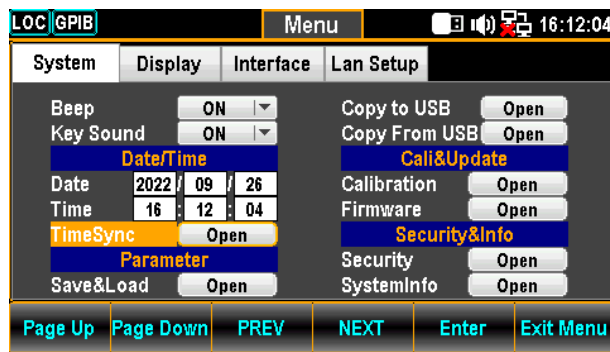 LOC GPIB Menu 16:12:04
System Display Interface Lan Setup
Beep ON Copy to USB Open
Key Sound ON Copy From USB Open
Date/Time Cali&Update
Date 2022 / 09 / 26 Calibration Open
Time 16 : 12 : 04 Firmware Open
TimeSync Open Security&Info
Parameter Security Open
Save&Load Open SystemInfo Open
Page Up Page Down PREV NEXT Enter Exit Menu